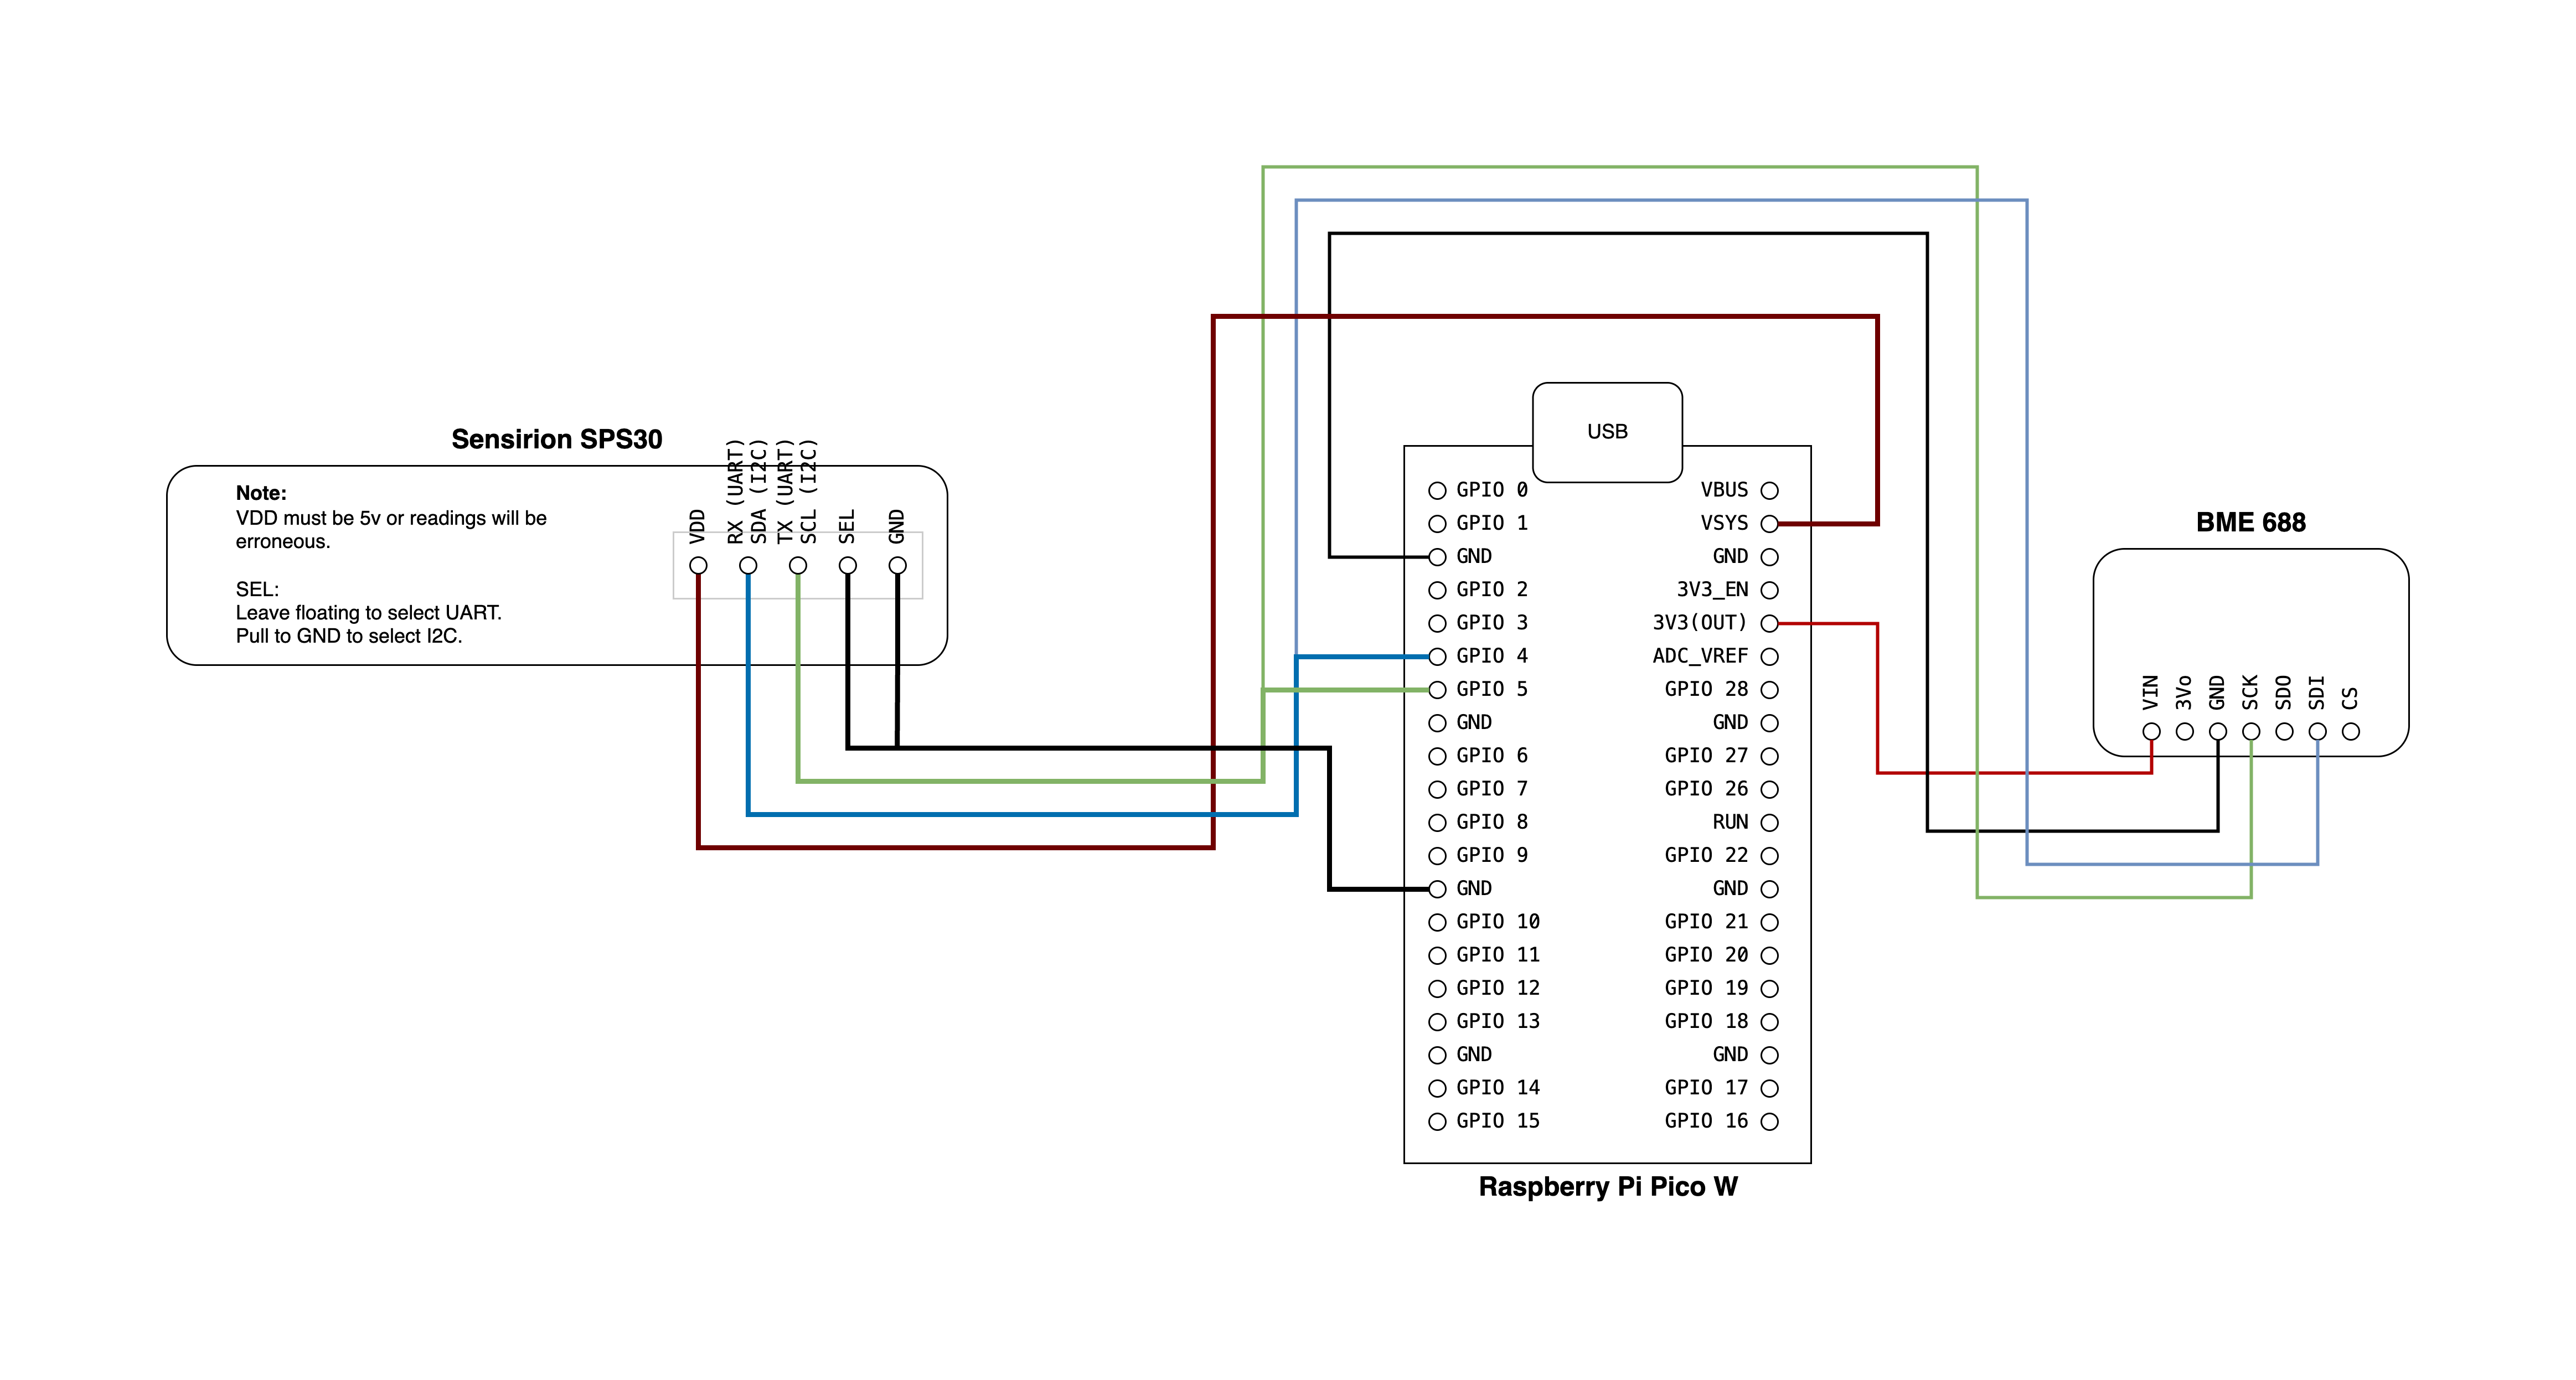 Sensirion SPS30
Note:
VDD must be 5v or readings will be
erroneous.
SEL:
Leave floating to select UART.
Pull to GND to select I2C.
VDD
RX (UART)
SDA (I2C)
TX (UART)
SCL (I2C)
SEL
GND
USB
GPIO 0
GPIO 1
GND
GPIO 2
GPIO 3
GPIO 4
GPIO 5
GND
GPIO 6
GPIO 7
GPIO 8
GPIO 9
GND
GPIO 10
GPIO 11
GPIO 12
GPIO 13
GND
GPIO 14
GPIO 15
VBUS
VSYS
GND
3V3_EN
3V3(OUT)
ADC_VREF
GPIO 28
GND
GPIO 27
GPIO 26
RUN
GPIO 22
GND
GPIO 21
GPIO 20
GPIO 19
GPIO 18
GND
GPIO 17
GPIO 16
Raspberry Pi Pico W
BME 688
VIN
3Vo
GND
SCK
SDO
SDI
CS